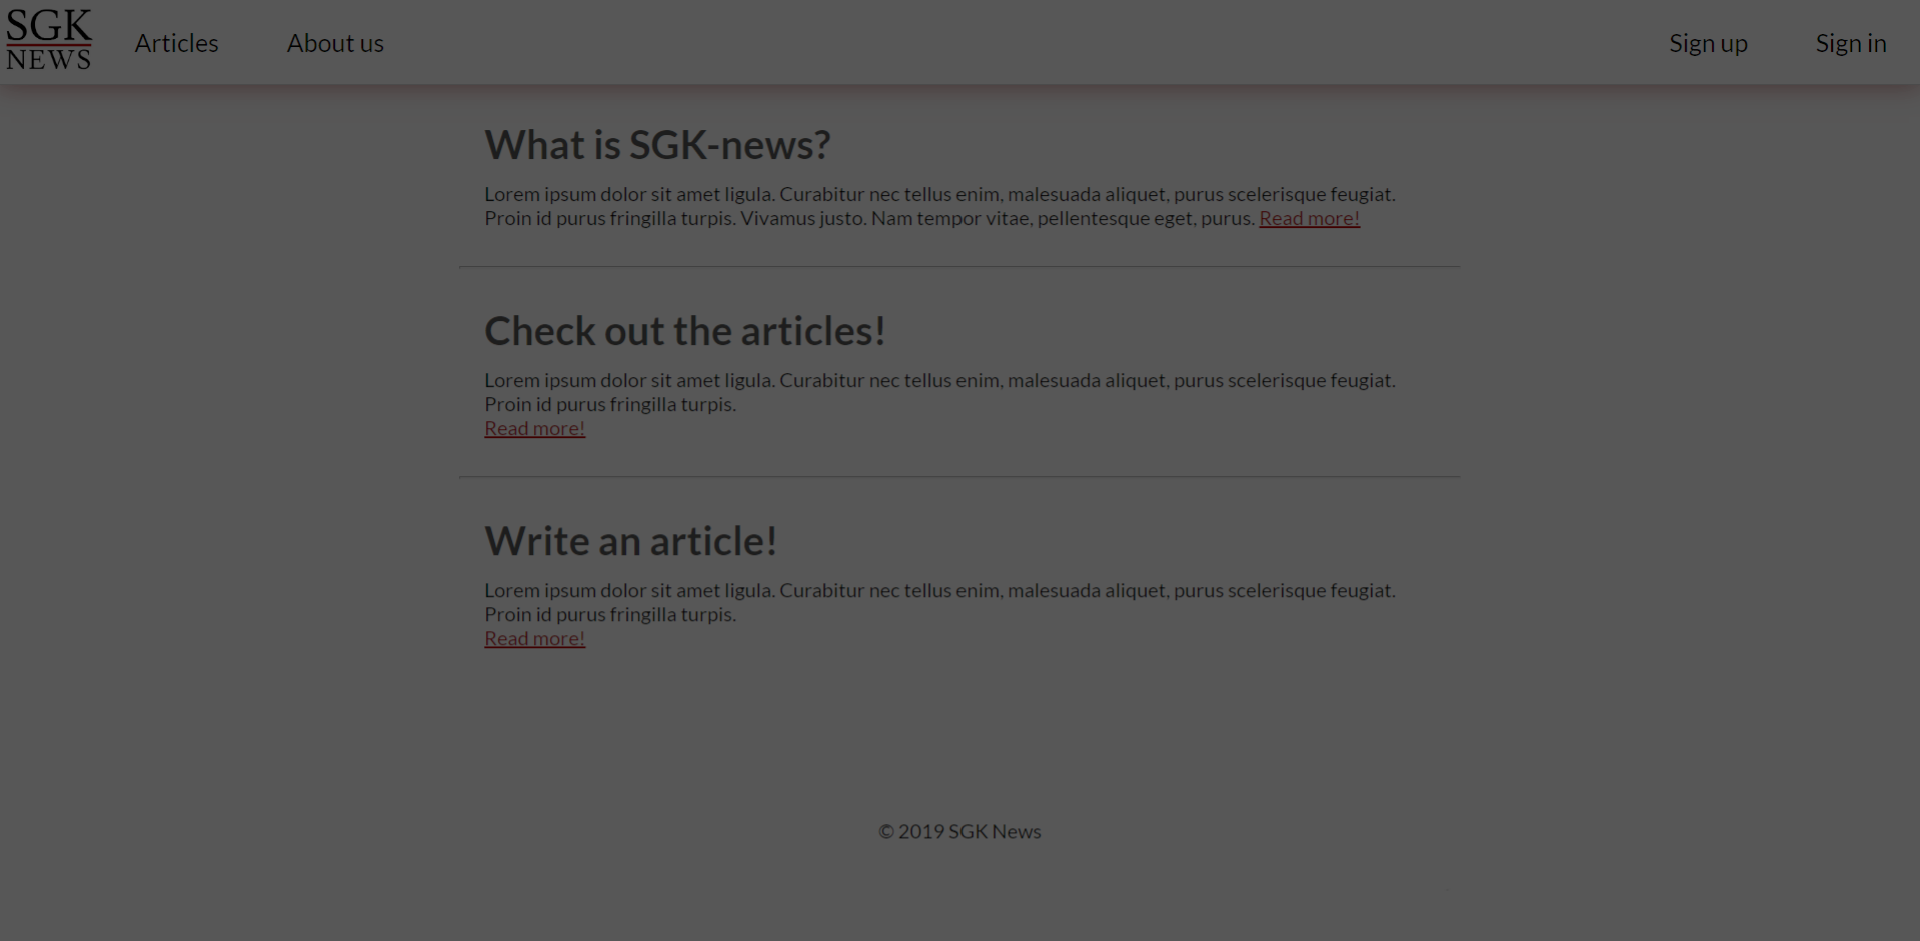 SGK
NEWS
Articles
About us
Sign up
Sign in
What is SGK-news?
Lorem ipsum dolor sit amet ligula. Curabitur nec tellus enim, malesuada aliquet, purus scelerisque feugiat.
Proin id purus fringilla turpis. Vivamus justo. Nam tempor vitae, pellentesque eget, purus. Read more!
Check out the articles!
Lorem ipsum dolor sit amet ligula. Curabitur nec tellus enim, malesuada aliquet, purus scelerisque feugiat.
Proin id purus fringilla turpis.
Read more!
Write an article!
Lorem ipsum dolor sit amet ligula. Curabitur nec tellus enim, malesuada aliquet, purus scelerisque feugiat.
Proin id purus fringilla turpis.
Read more!
© 2019 SGK News